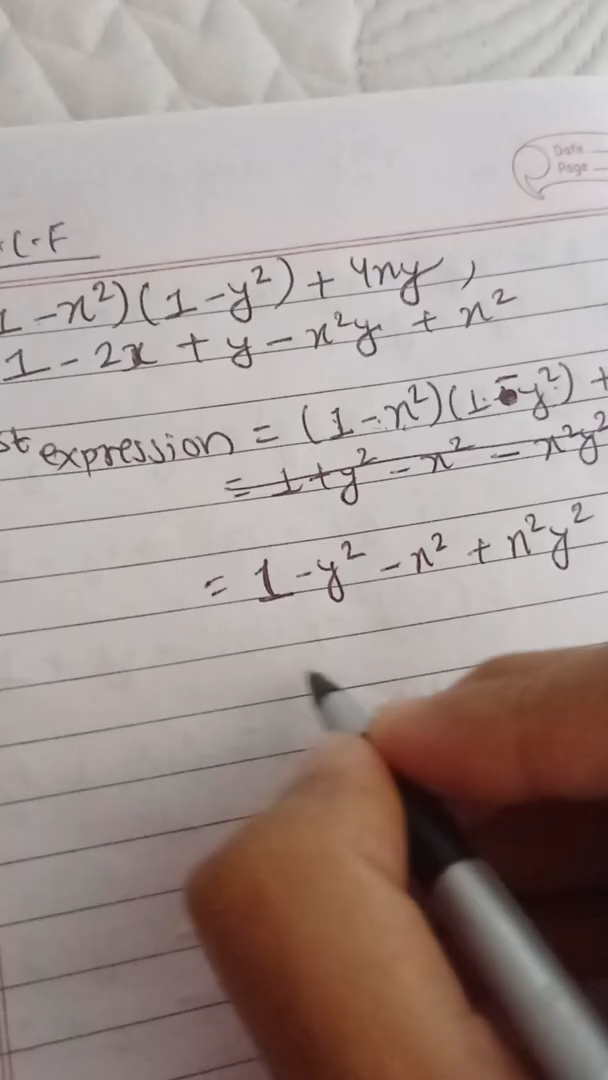 Date
Page
.C.F
1 - x²)(1 - y²) + 4xy,
1 - 2x + y - x²y + x²
st expression = (1 - x²)(1 - y²) +
= 1 + y² - x² - x²y²
= 1 - y² - x² + x²y²